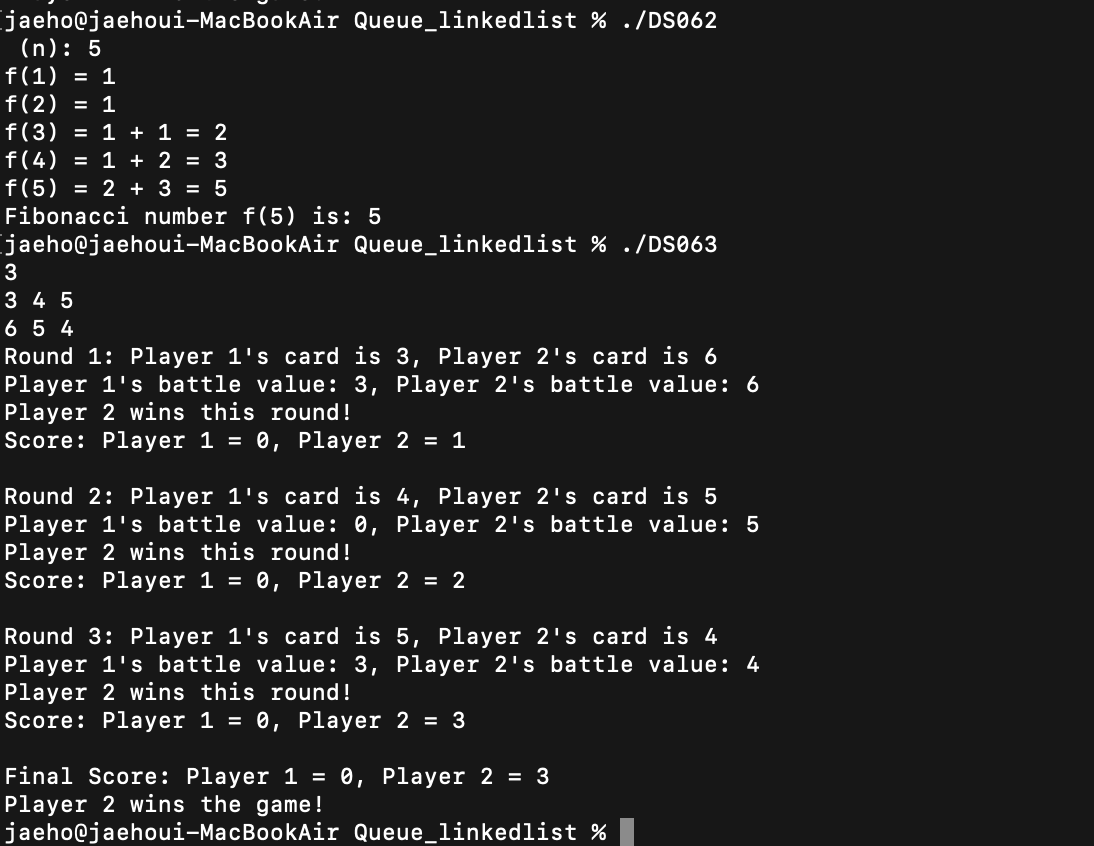 [jaeho@jaehoui-MacBookAir Queue_linkedlist % ./DS062
(n): 5
f(1) = 1
f(2) = 1
f(3) = 1 + 1 = 2
f(4) = 1 + 2 = 3
f(5) = 2 + 3 = 5
Fibonacci number f(5) is: 5
[jaeho@jaehoui-MacBookAir Queue_linkedlist % ./DS063
3
3 4 5
6 5 4
Round 1: Player 1's card is 3, Player 2's card is 6
Player 1's battle value: 3, Player 2's battle value: 6
Player 2 wins this round!
Score: Player 1 = 0, Player 2 = 1

Round 2: Player 1's card is 4, Player 2's card is 5
Player 1's battle value: 0, Player 2's battle value: 5
Player 2 wins this round!
Score: Player 1 = 0, Player 2 = 2

Round 3: Player 1's card is 5, Player 2's card is 4
Player 1's battle value: 3, Player 2's battle value: 4
Player 2 wins this round!
Score: Player 1 = 0, Player 2 = 3

Final Score: Player 1 = 0, Player 2 = 3
Player 2 wins the game!
jaeho@jaehoui-MacBookAir Queue_linkedlist %